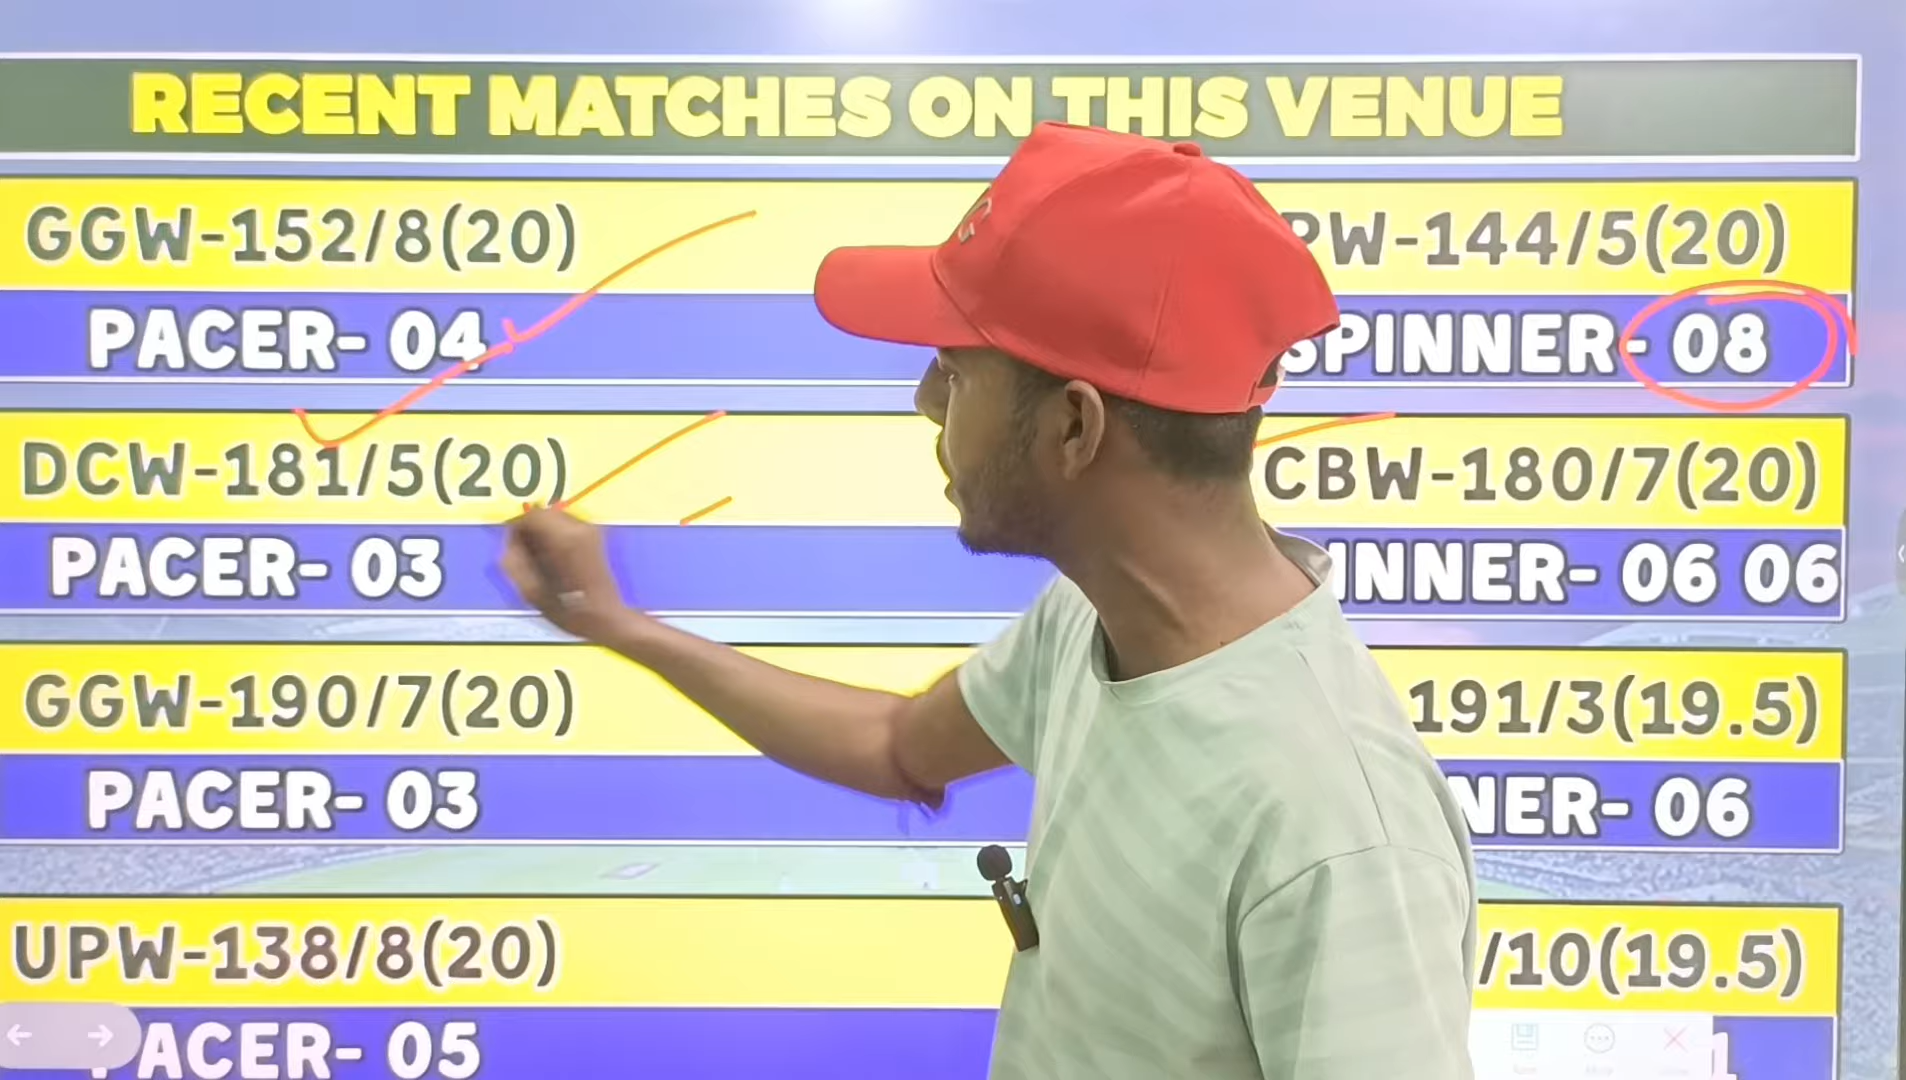 RECENT MATCHES ON THIS VENUE
GGW-152/8(20) PW-144/5(20)
PACER- 04 SPINNER- 08
DCW-181/5(20) CBW-180/7(20)
PACER- 03 INNER- 06 06
GGW-190/7(20) 191/3(19.5)
PACER- 03 NER- 06
UPW-138/8(20) /10(19.5)
ACER- 05 1